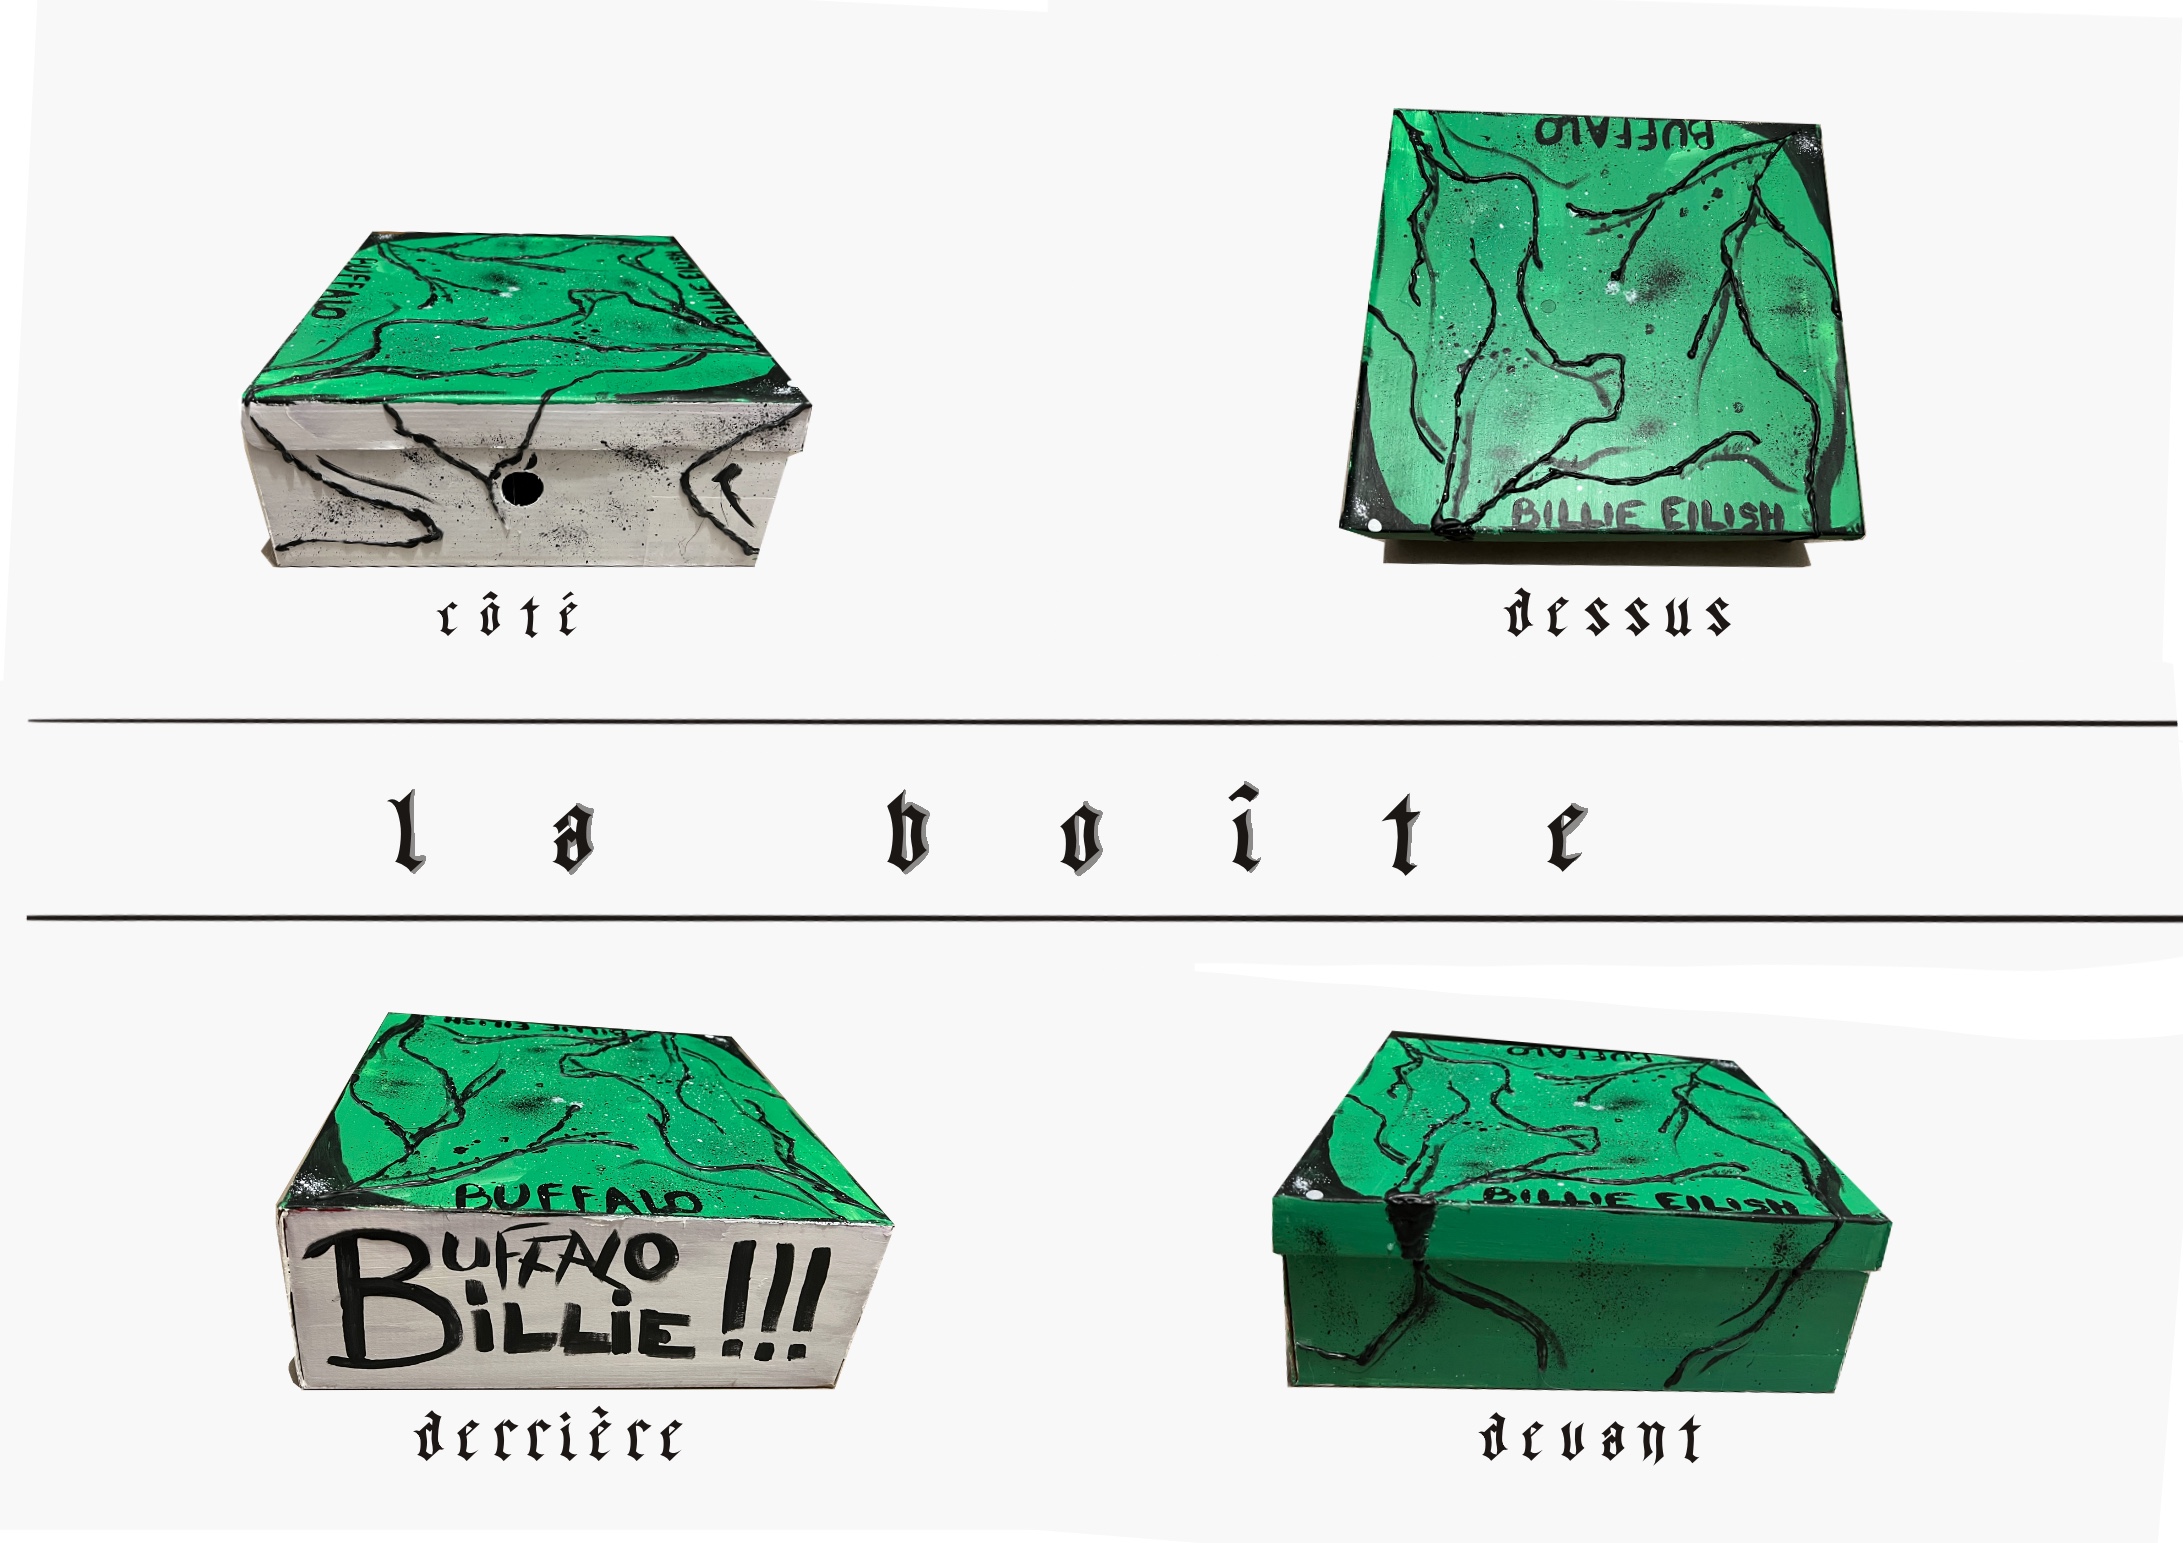 BUFFALO
BILLIE EILISH
côté
BUFFALO
BILLIE EILISH
dessus
la boîte
BILLIE EILISH
BUFFALO
BUFFALO
BILLIE !!!
derrière
BUFFALO
BILLIE EILISH
devant